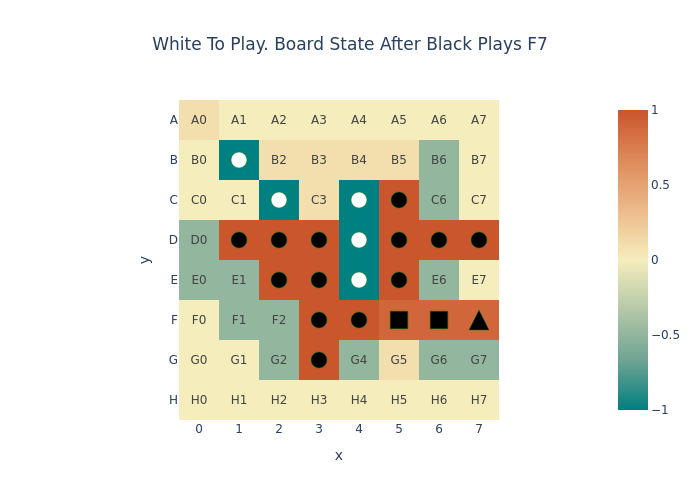 White To Play. Board State After Black Plays F7
1
A A0 A1 A2 A3 A4 A5 A6 A7
B B0 B2 B3 B4 B5 B6 B7
0.5
C C0 C1 C3 C6 C7
D D0
y
0
E E0 E1 E6 E7
F F0 F1 F2
−0.5
G G0 G1 G2 G4 G5 G6 G7
H H0 H1 H2 H3 H4 H5 H6 H7
−1
0 1 2 3 4 5 6 7
x